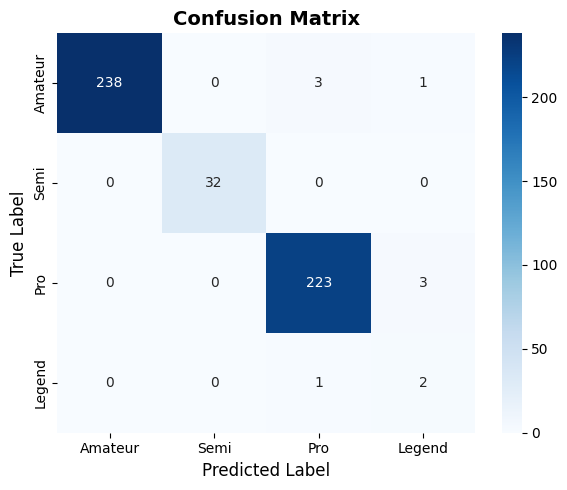 Confusion Matrix
True Label
Amateur 238 0 3 1
Semi 0 32 0 0
Pro 0 0 223 3
Legend 0 0 1 2
Amateur Semi Pro Legend
Predicted Label
200
150
100
50
0